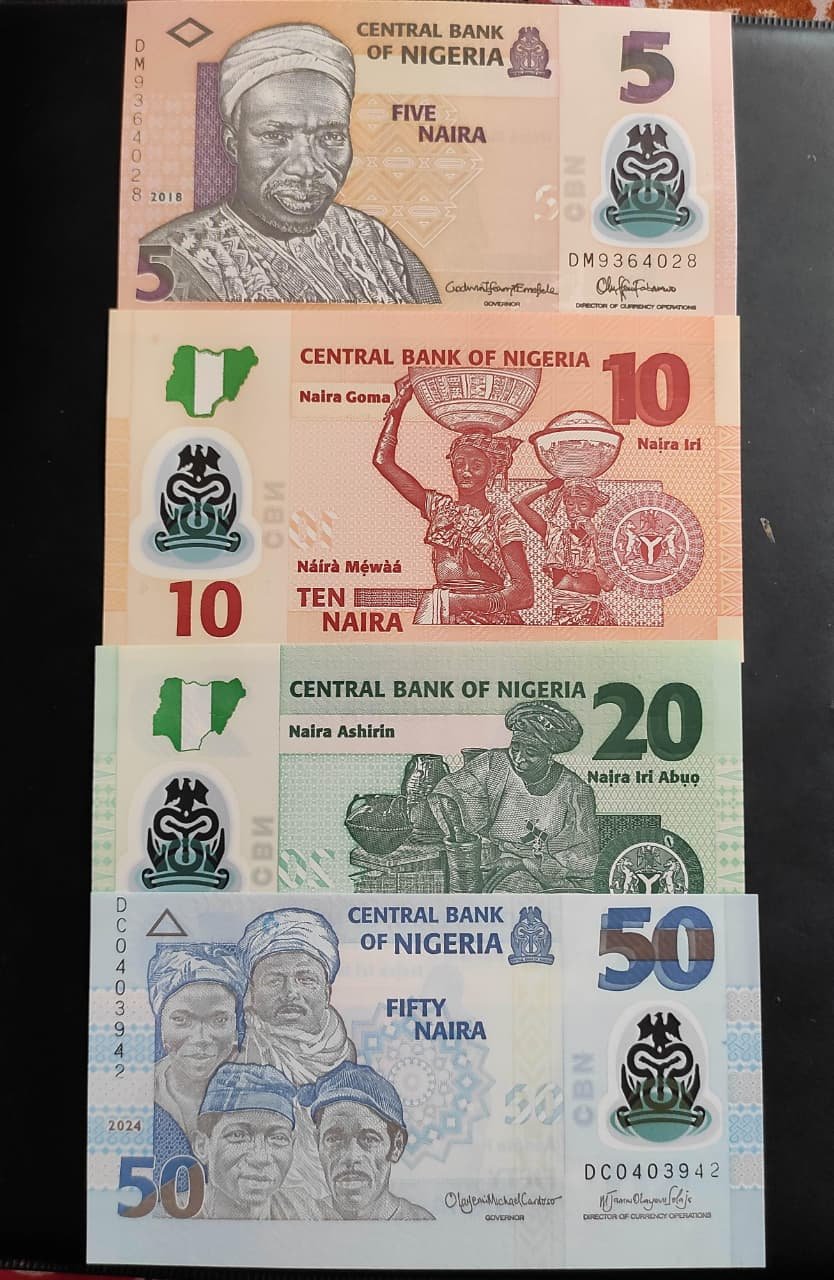 CENTRAL BANK
OF NIGERIA
5
DM9364028
FIVE
NAIRA
2018
CBN
DM9364028
5
GOVERNOR
DIRECTOR OF CURRENCY OPERATIONS
CENTRAL BANK OF NIGERIA
10
Naira Goma
Naịra Iri
CBN
Náírà Mẹ́wàá
10
TEN
NAIRA
CENTRAL BANK OF NIGERIA
20
Naira Ashirin
Naịra Iri Abụọ
CBN
DC0403942
CENTRAL BANK
OF NIGERIA
50
FIFTY
NAIRA
CBN
50
2024
DC0403942
50
GOVERNOR
DIRECTOR OF CURRENCY OPERATIONS